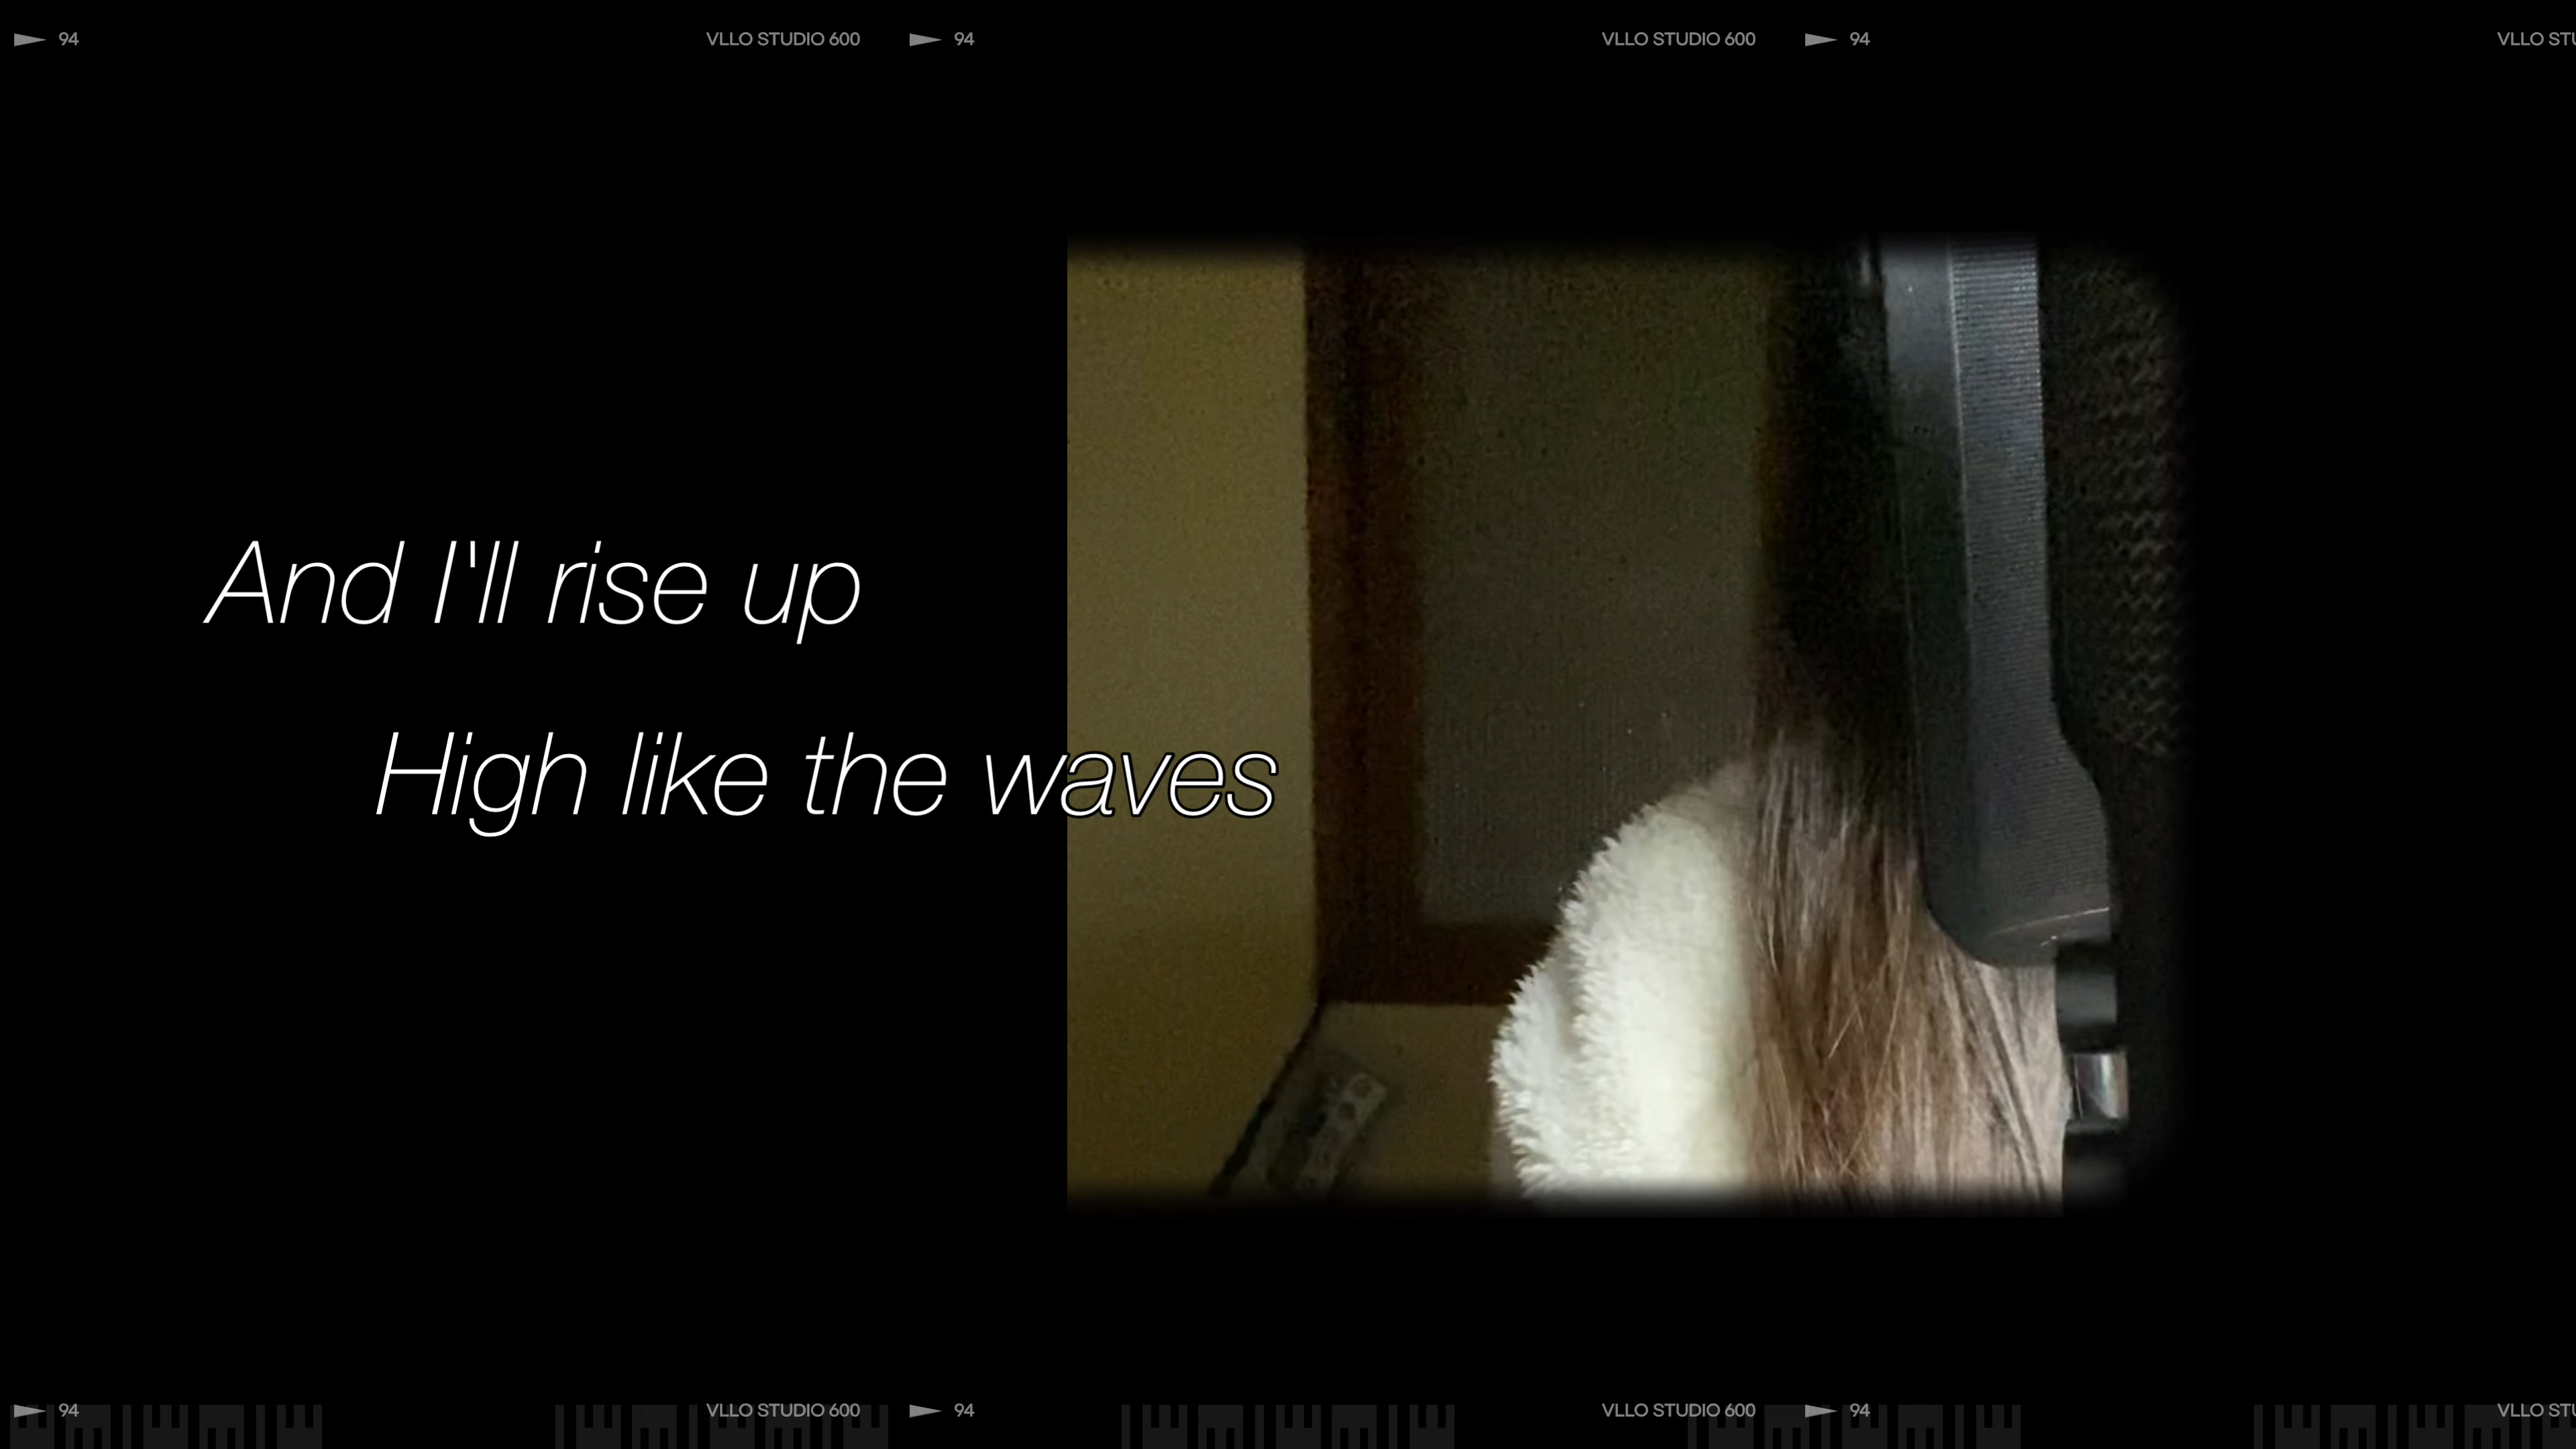 94 VLLO STUDIO 600 94 VLLO STUDIO 600 94 VLLO STU
And I'll rise up
High like the waves
94 VLLO STUDIO 600 94 VLLO STUDIO 600 94 VLLO STU